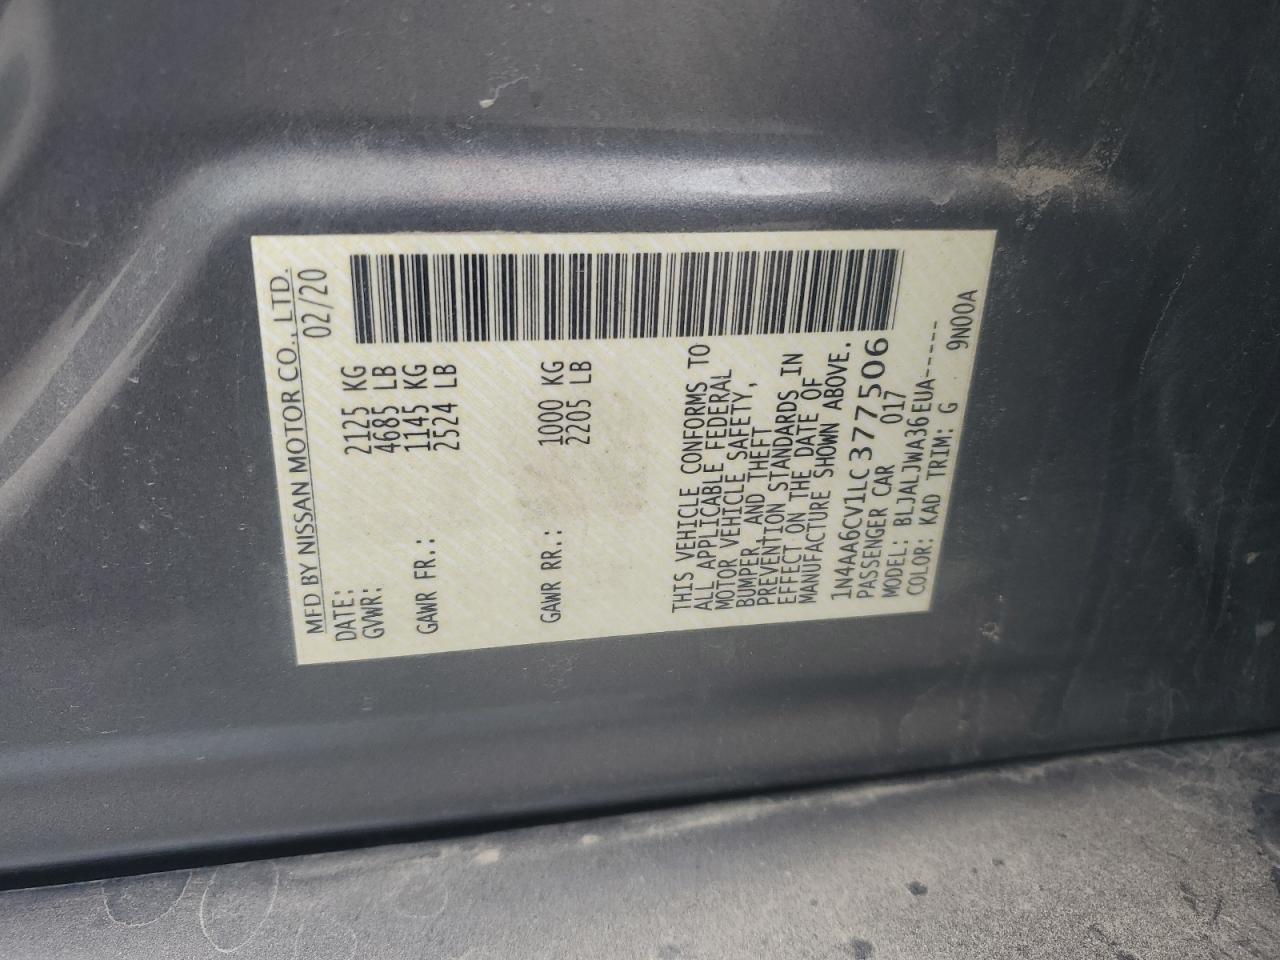 MFD BY NISSAN MOTOR CO., LTD.
DATE: 02/20
GVWR: 2125 KG
4685 LB
GAWR FR.: 1145 KG
2524 LB
GAWR RR.: 1000 KG
2205 LB
THIS VEHICLE CONFORMS TO
ALL APPLICABLE FEDERAL
MOTOR VEHICLE SAFETY,
BUMPER, AND THEFT
PREVENTION STANDARDS IN
EFFECT ON THE DATE OF
MANUFACTURE SHOWN ABOVE.
1N4AA6CV1LC377506
PASSENGER CAR 017
MODEL: BLJALJWA36EUA------
COLOR: KAD TRIM: G 9N00A